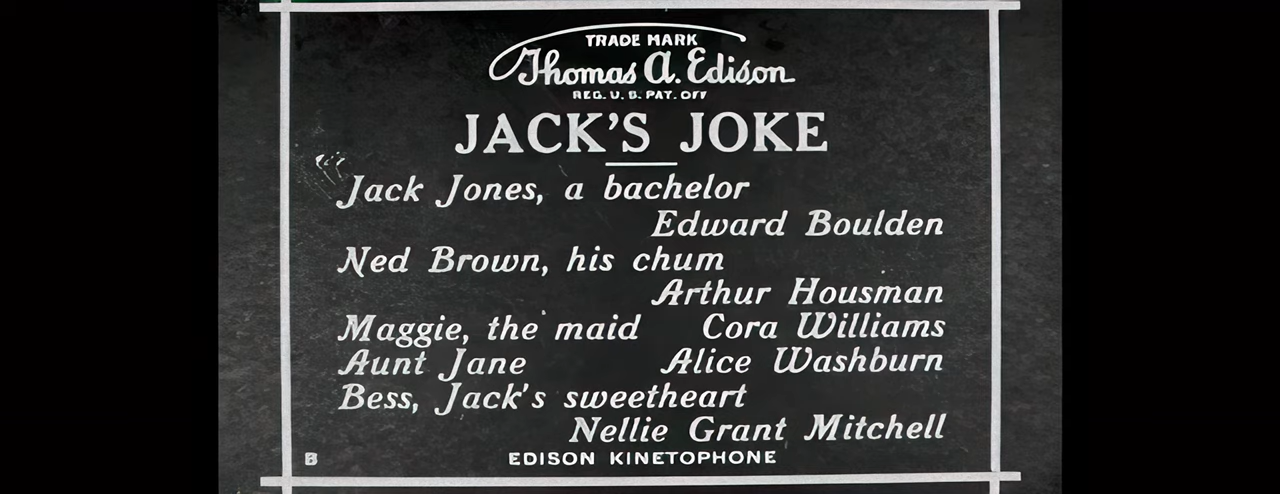 TRADE MARK
Thomas A. Edison
REG. U. S. PAT. OFF
JACK'S JOKE
Jack Jones, a bachelor
Edward Boulden
Ned Brown, his chum
Arthur Housman
Maggie, the maid Cora Williams
Aunt Jane Alice Washburn
Bess, Jack's sweetheart
Nellie Grant Mitchell
B EDISON KINETOPHONE